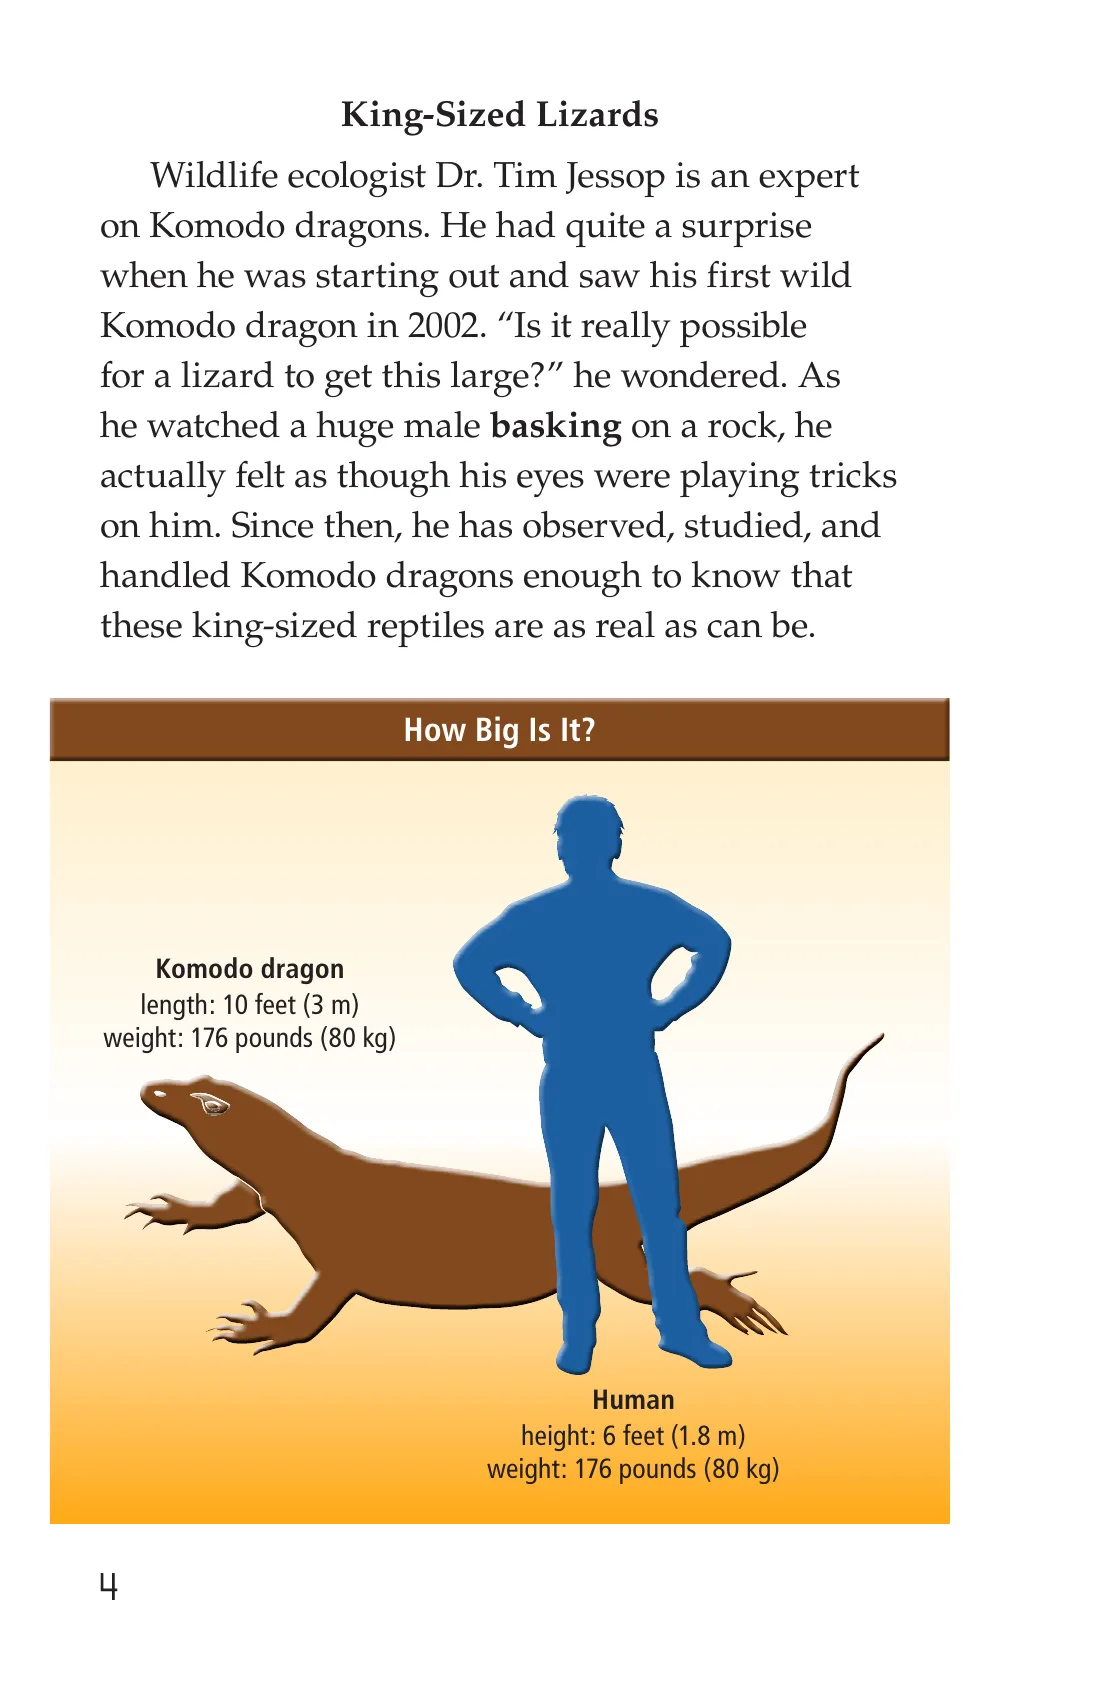 King-Sized Lizards
Wildlife ecologist Dr. Tim Jessop is an expert
on Komodo dragons. He had quite a surprise
when he was starting out and saw his first wild
Komodo dragon in 2002. “Is it really possible
for a lizard to get this large?” he wondered. As
he watched a huge male basking on a rock, he
actually felt as though his eyes were playing tricks
on him. Since then, he has observed, studied, and
handled Komodo dragons enough to know that
these king-sized reptiles are as real as can be.
How Big Is It?
Komodo dragon
length: 10 feet (3 m)
weight: 176 pounds (80 kg)
Human
height: 6 feet (1.8 m)
weight: 176 pounds (80 kg)
4